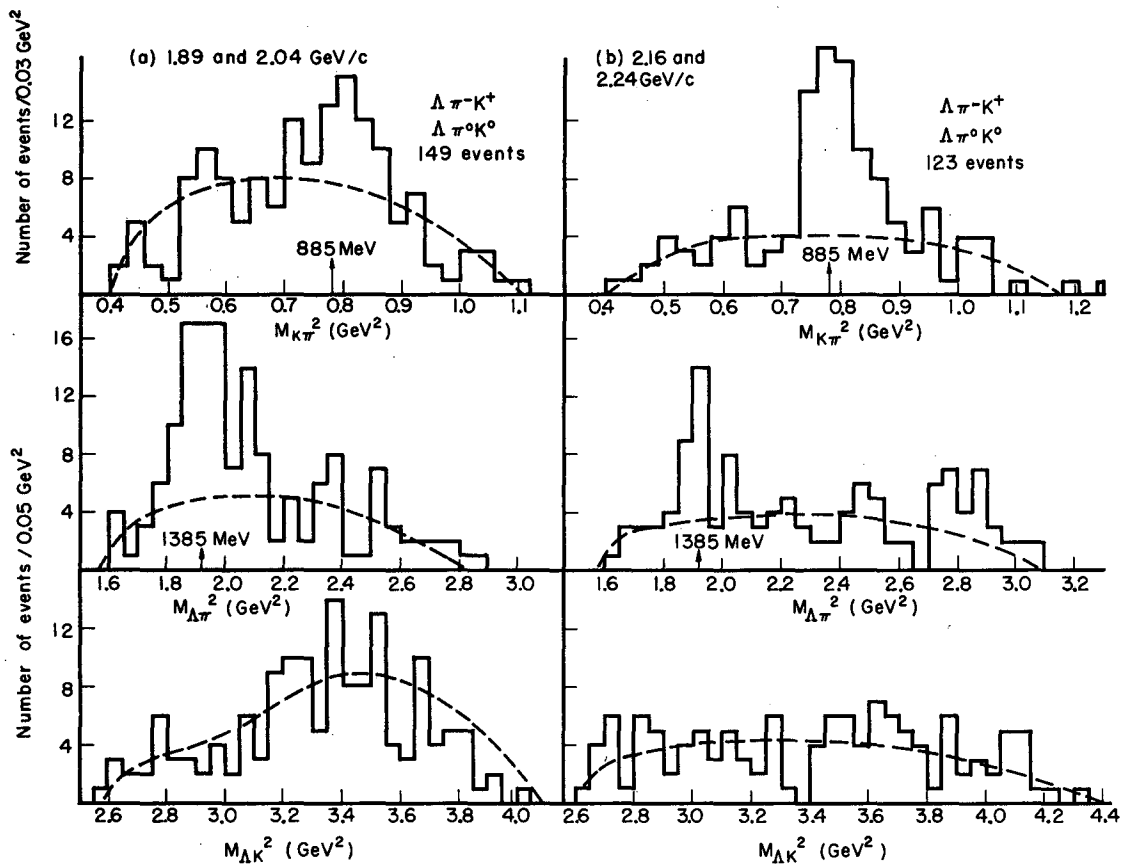 Number of events/0.03 GeV²
(a) 1.89 and 2.04 GeV/c
Λπ⁻K⁺
Λπ⁰K⁰
149 events
12
8
4
885 MeV
0.4 0.5 0.6 0.7 0.8 0.9 1.0 1.1
M_Kπ² (GeV²)
(b) 2.16 and
2.24 GeV/c
Λπ⁻K⁺
Λπ⁰K⁰
123 events
885 MeV
0.4 0.5 0.6 0.7 0.8 0.9 1.0 1.1 1.2
M_Kπ² (GeV²)
Number of events / 0.05 GeV²
16
12
8
4
1385 MeV
1.6 1.8 2.0 2.2 2.4 2.6 2.8 3.0
M_Λπ² (GeV²)
1385 MeV
1.6 1.8 2.0 2.2 2.4 2.6 2.8 3.0 3.2
M_Λπ² (GeV²)
12
8
4
2.6 2.8 3.0 3.2 3.4 3.6 3.8 4.0
M_ΛK² (GeV²)
2.6 2.8 3.0 3.2 3.4 3.6 3.8 4.0 4.2 4.4
M_ΛK² (GeV²)